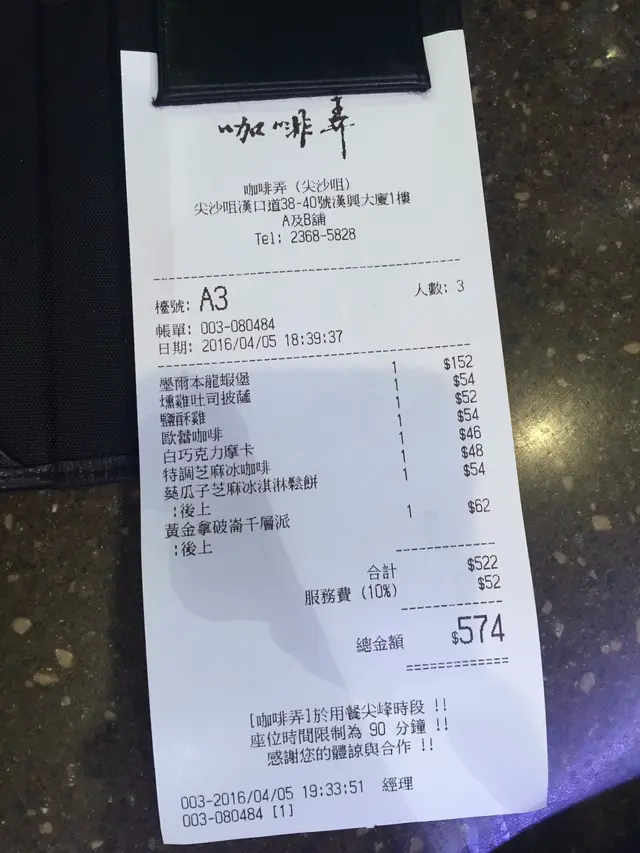 咖啡弄
咖啡弄 (尖沙咀)
尖沙咀漢口道38-40號漢興大廈1樓
A及B舖
Tel: 2368-5828
檯號: A3 人數: 3
帳單: 003-080484
日期: 2016/04/05 18:39:37
墨爾本龍蝦堡 1 $152
燻雞吐司披薩 1 $54
鹽酥雞 1 $52
歐蕾咖啡 1 $54
白巧克力摩卡 1 $46
特調芝麻冰咖啡 1 $48
葵瓜子芝麻冰淇淋鬆餅 1 $54
:後上
黃金拿破崙千層派 1 $62
:後上
合計 $522
服務費 (10%) $52
總金額 $574
[咖啡弄]於用餐尖峰時段 !!
座位時間限制為 90 分鐘 !!
感謝您的體諒與合作 !!
003-2016/04/05 19:33:51 經理
003-080484 [1]